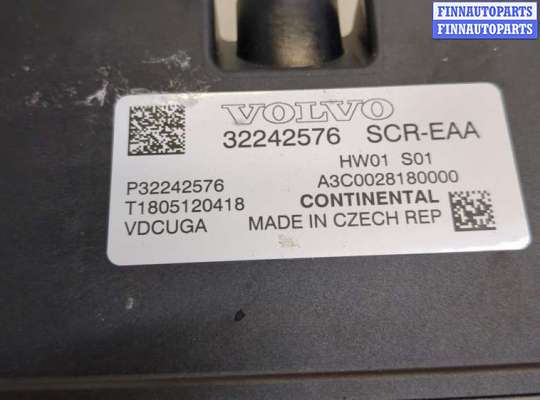 FINNAUTOPARTS
FINNAUTOPARTS
VOLVO
32242576 SCR-EAA
HW01 S01
P32242576 A3C0028180000
T1805120418 CONTINENTAL
VDCUGA MADE IN CZECH REP